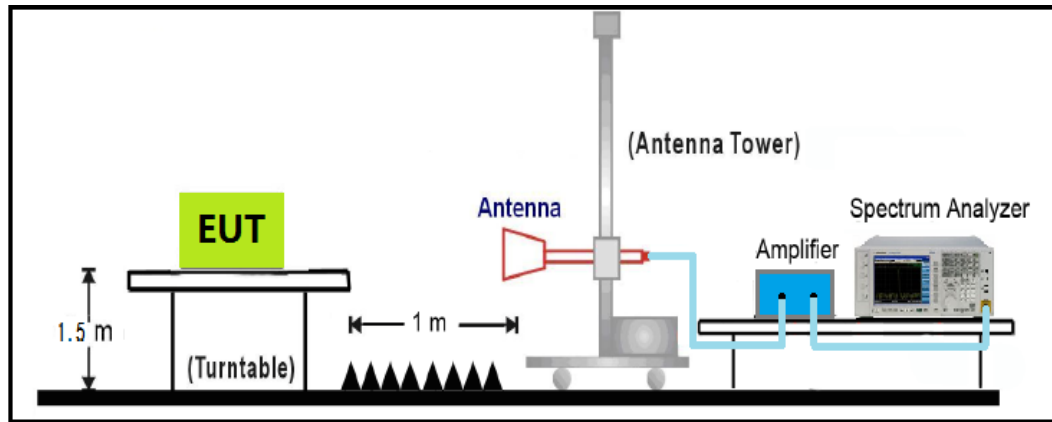 (Antenna Tower)
Antenna
Spectrum Analyzer
EUT
Amplifier
1.5 m
1 m
(Turntable)